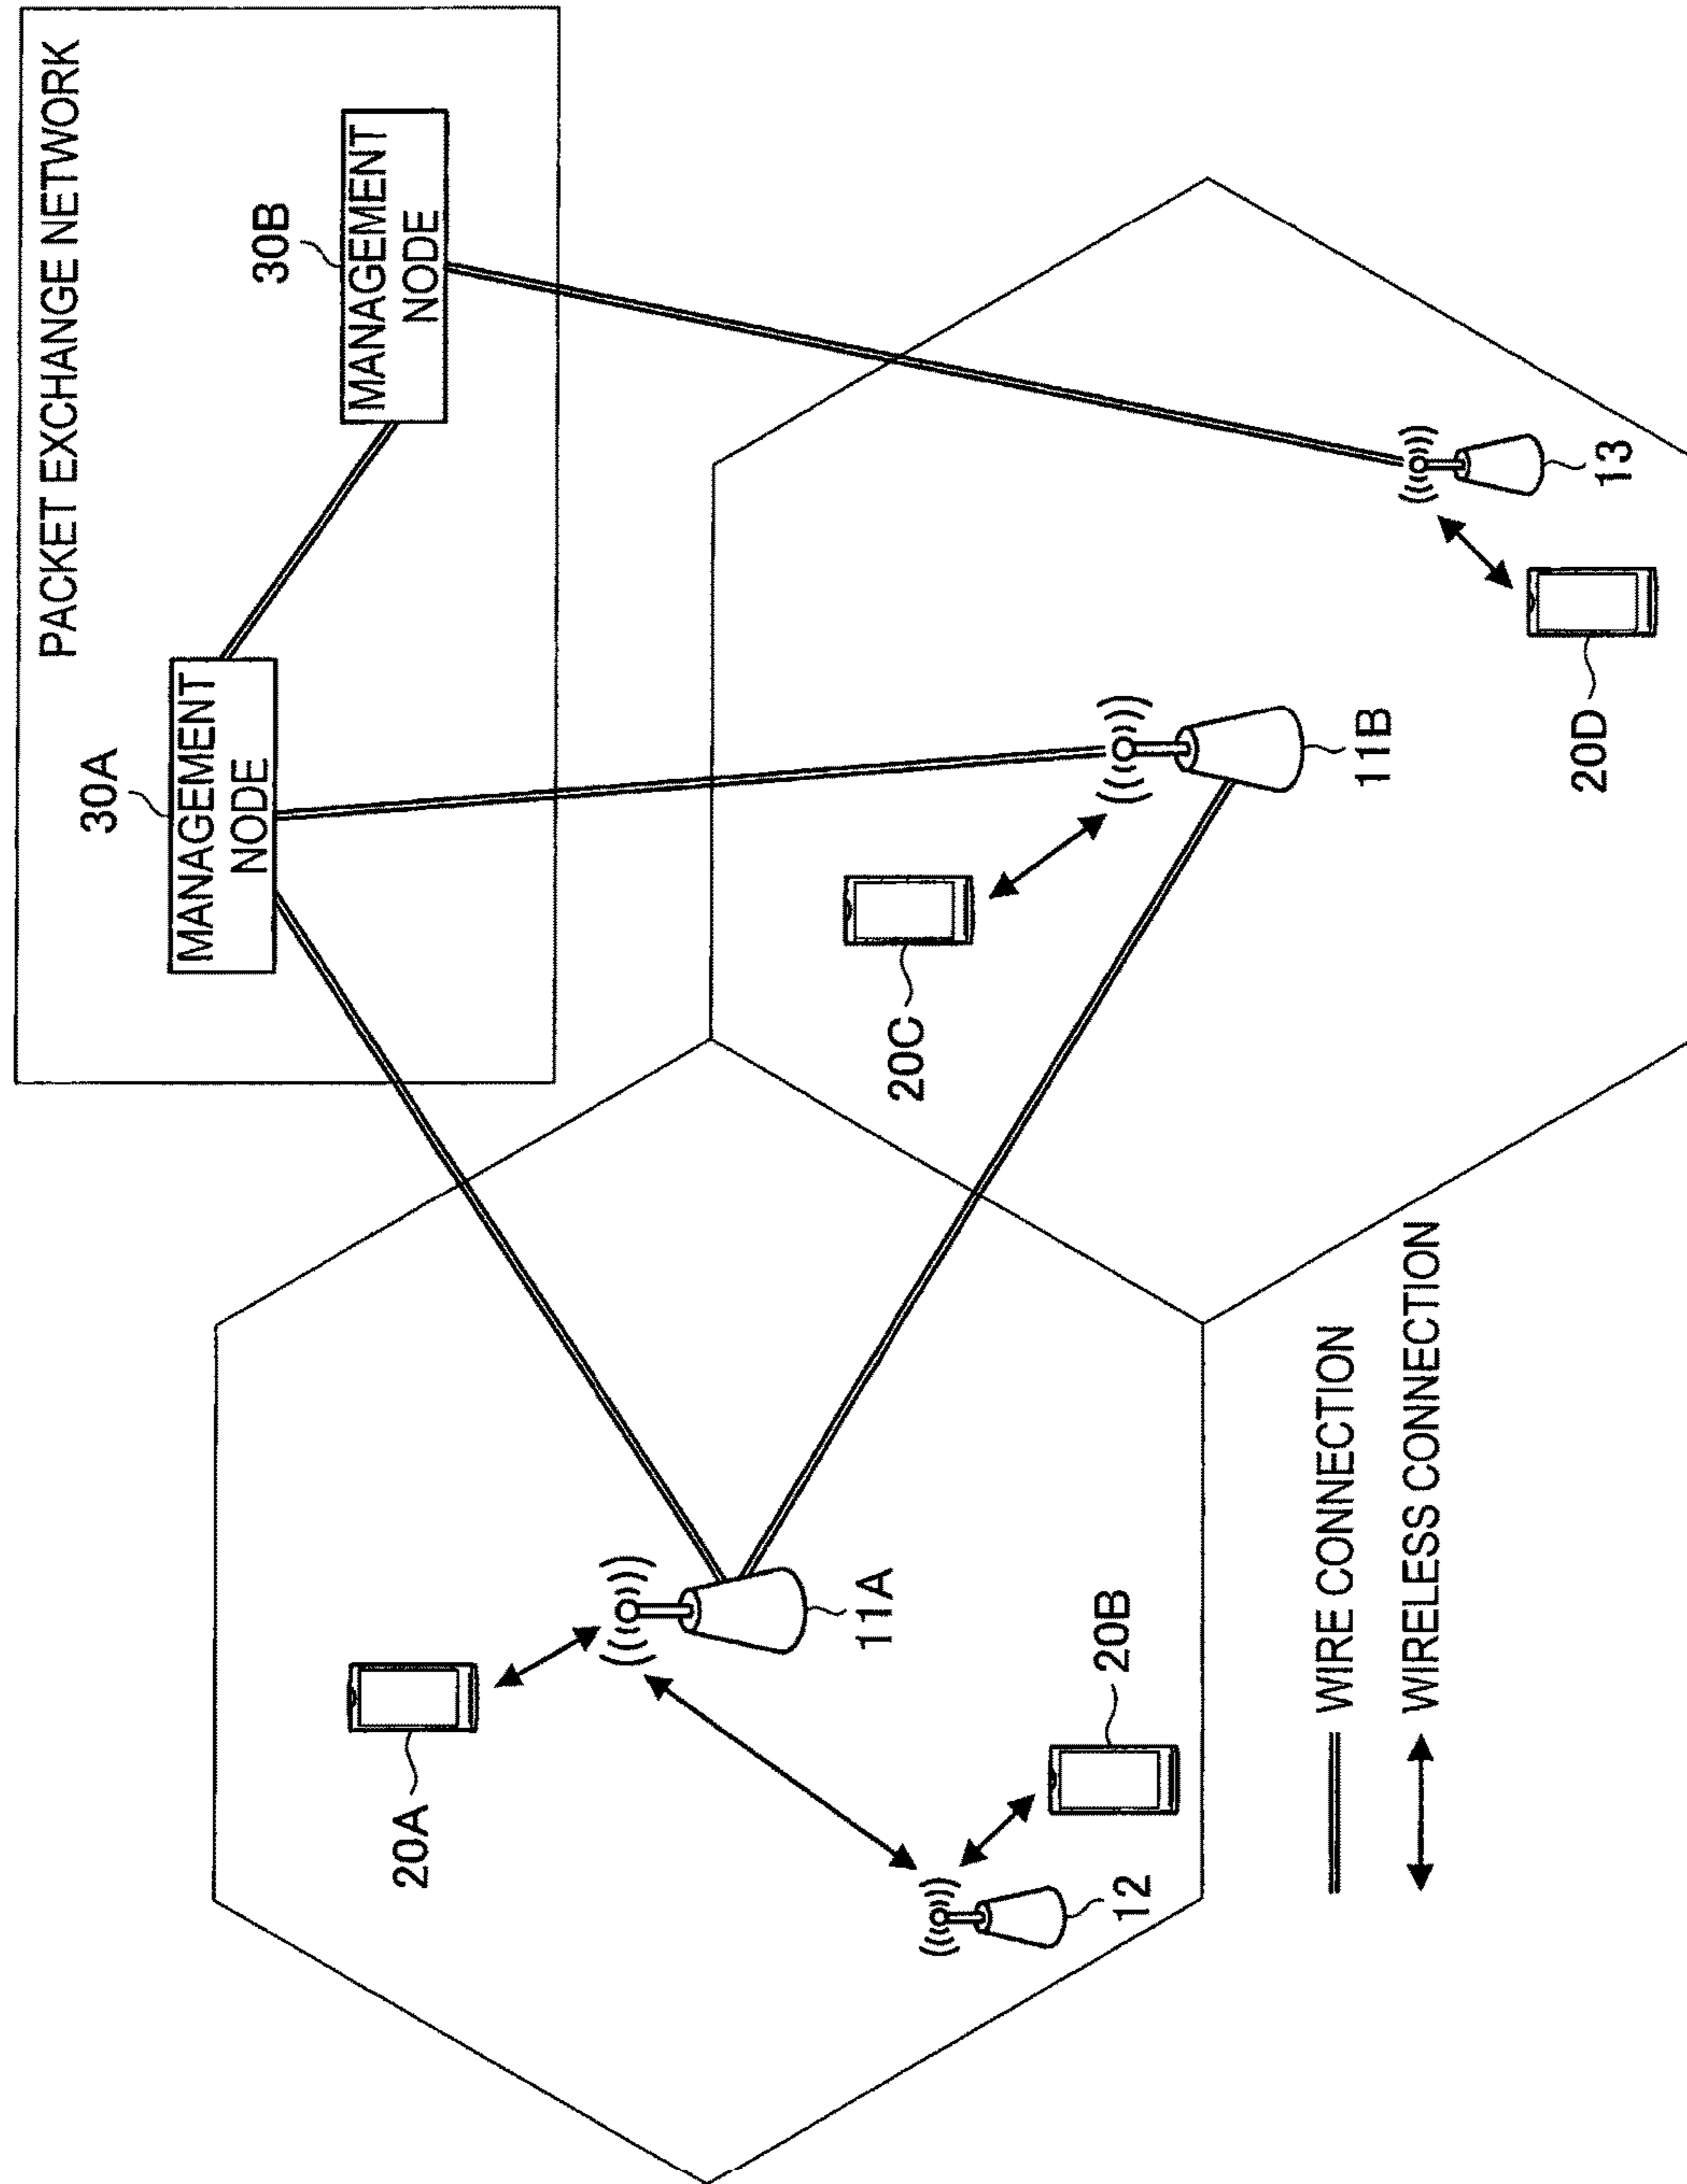 PACKET EXCHANGE NETWORK
30A
MANAGEMENT
NODE
30B
MANAGEMENT
NODE
20A
11A
20B
12
20C
11B
20D
13
WIRE CONNECTION
WIRELESS CONNECTION